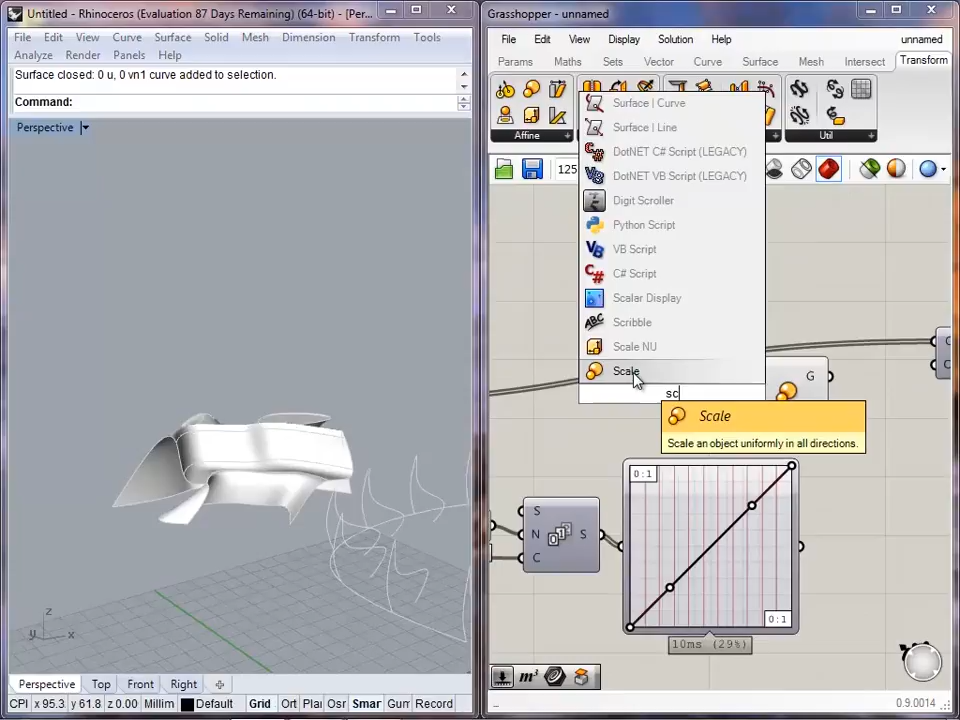 Untitled - Rhinoceros (Evaluation 87 Days Remaining) (64-bit) - [Per...
File Edit View Curve Surface Solid Mesh Dimension Transform Tools
Analyze Render Panels Help
Surface closed: 0 u, 0 vn1 curve added to selection.
Command:
Perspective
z
y x
Perspective Top Front Right
CPl x 95.3 y 61.8 z 0.00 Millim Default Grid Ort Plan Osr Smar Gum Record
Grasshopper - unnamed
File Edit View Display Solution Help unnamed
Params Maths Sets Vector Curve Surface Mesh Intersect Transform
Affine Util
125
Surface | Curve
Surface | Line
DotNET C# Script (LEGACY)
DotNET VB Script (LEGACY)
Digit Scroller
Python Script
VB Script
C# Script
Scalar Display
Scribble
Scale NU
Scale
sc
Scale
Scale an object uniformly in all directions.
G
S
N S
C
0:1
0:1
10ms (29%)
0.9.0014